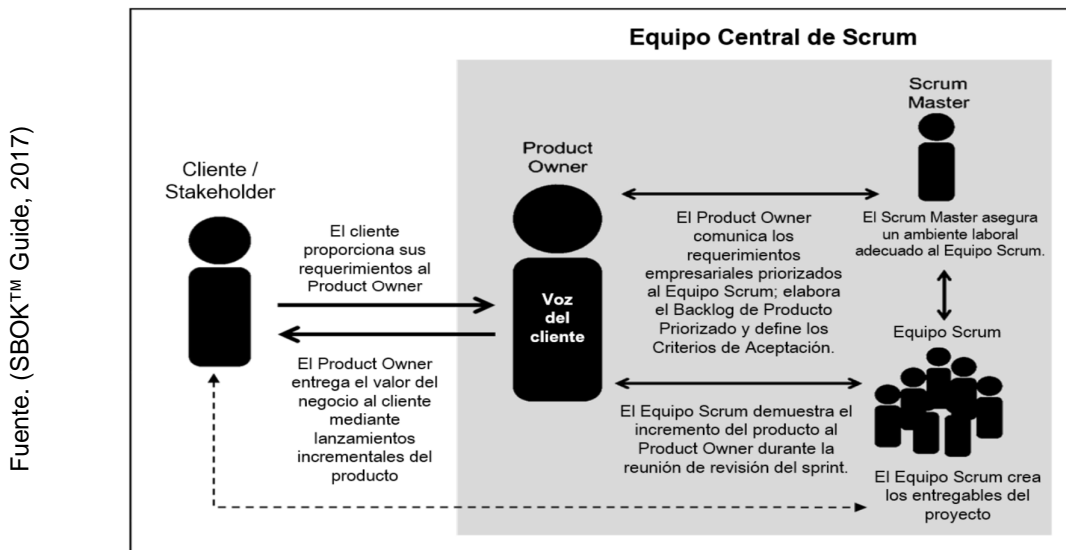 Fuente. (SBOK™ Guide, 2017)
Equipo Central de Scrum
Cliente /
Stakeholder
El cliente
proporciona sus
requerimientos al
Product Owner
El Product Owner
entrega el valor del
negocio al cliente
mediante
lanzamientos
incrementales del
producto
Product
Owner
Voz
del
cliente
El Product Owner
comunica los
requerimientos
empresariales priorizados
al Equipo Scrum; elabora
el Backlog de Producto
Priorizado y define los
Criterios de Aceptación.
El Equipo Scrum demuestra el
incremento del producto al
Product Owner durante la
reunión de revisión del sprint.
Scrum
Master
El Scrum Master asegura
un ambiente laboral
adecuado al Equipo Scrum.
Equipo Scrum
El Equipo Scrum crea
los entregables del
proyecto